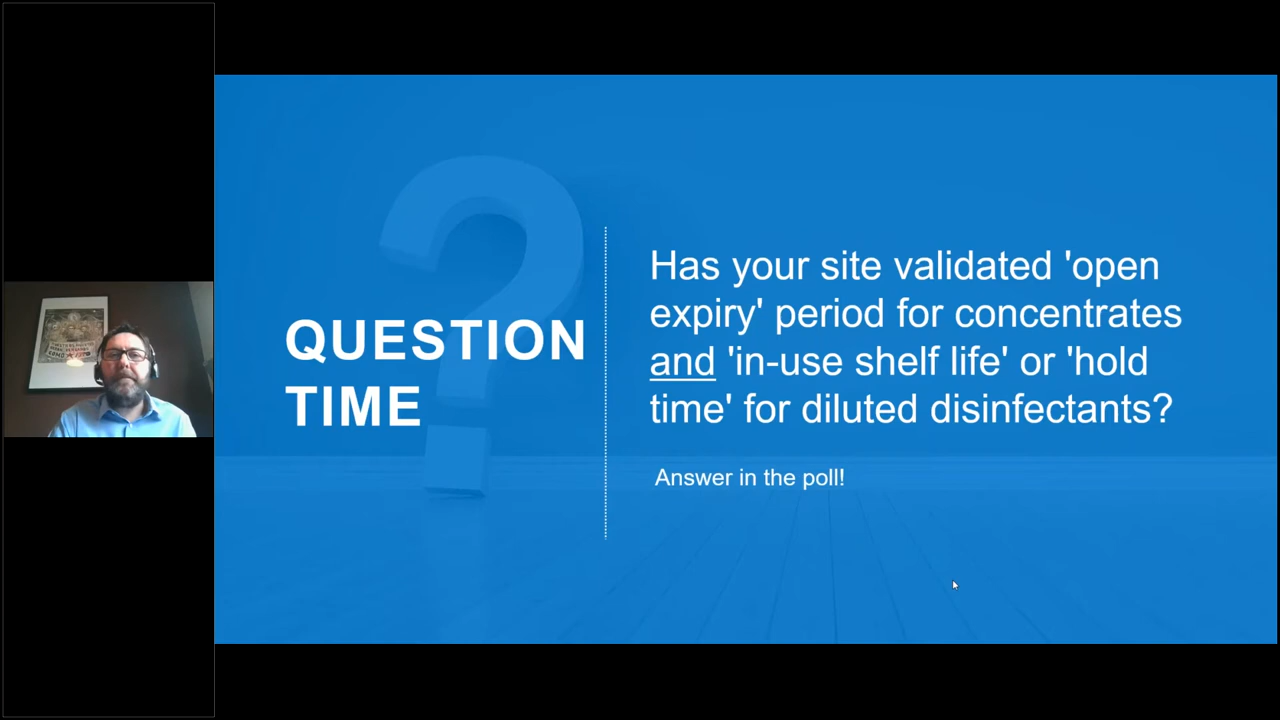 QUESTION
TIME
Has your site validated 'open
expiry' period for concentrates
and 'in-use shelf life' or 'hold
time' for diluted disinfectants?
Answer in the poll!